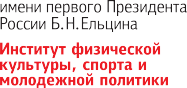 имени первого Президента
России Б.Н.Ельцина
Институт физической
культуры, спорта и
молодежной политики